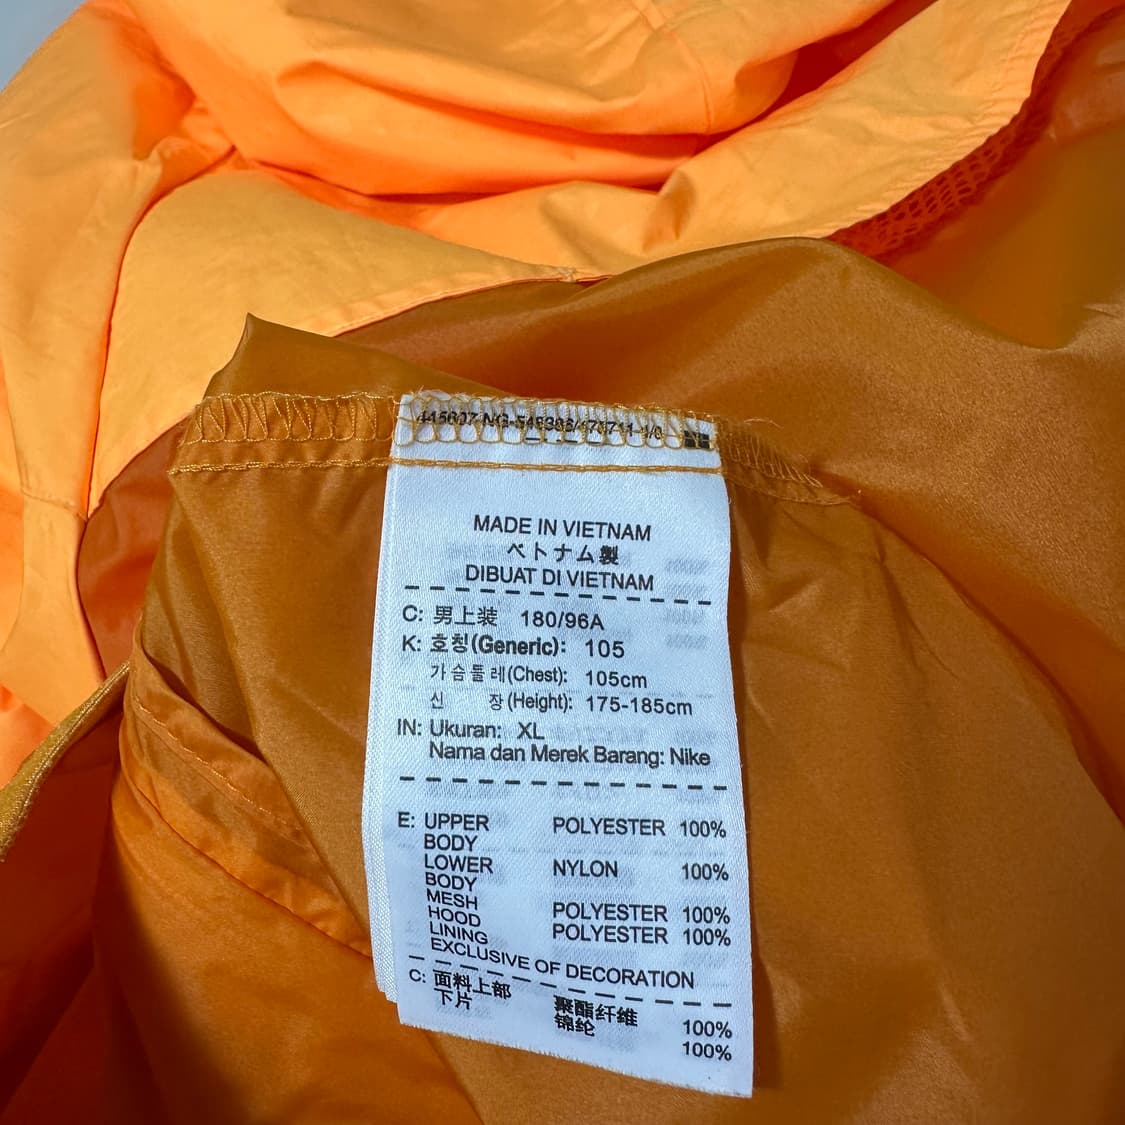 MADE IN VIETNAM
ベトナム製
DIBUAT DI VIETNAM
C: 男上装 180/96A
K: 호칭(Generic): 105
가슴둘레(Chest): 105cm
신 장(Height): 175-185cm
IN: Ukuran: XL
Nama dan Merek Barang: Nike
E: UPPER BODY POLYESTER 100%
LOWER BODY NYLON 100%
MESH POLYESTER 100%
HOOD LINING POLYESTER 100%
EXCLUSIVE OF DECORATION
C: 面料上部 聚酯纤维 100%
下片 锦纶 100%